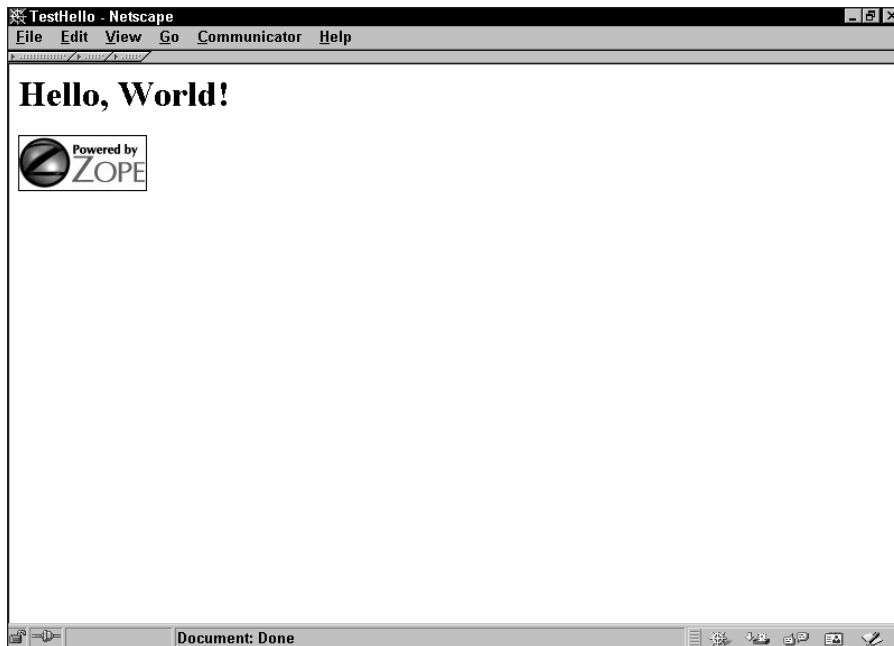 TestHello - Netscape
File Edit View Go Communicator Help
Hello, World!
Powered by
ZOPE
Document: Done